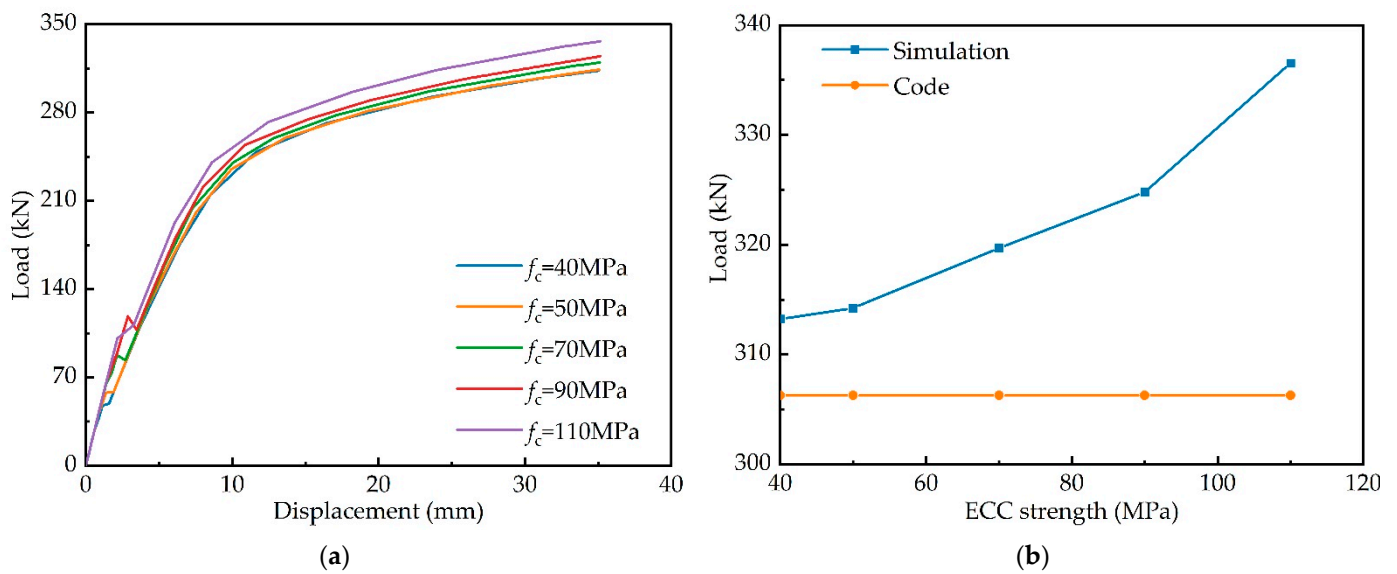 350
280
210
140
70
0
Load (kN)
fc=40MPa
fc=50MPa
fc=70MPa
fc=90MPa
fc=110MPa
0 10 20 30 40
Displacement (mm)
(a)
340
330
320
310
300
Load (kN)
Simulation
Code
40 60 80 100 120
ECC strength (MPa)
(b)